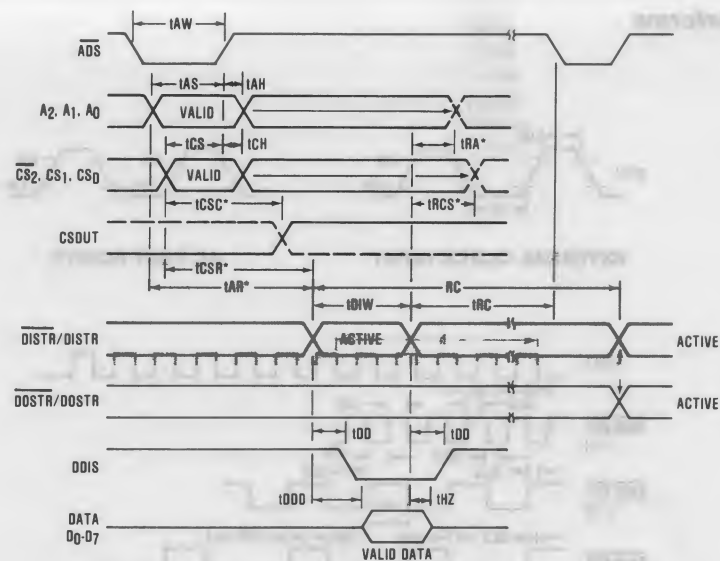 tAW
ADS
tAS tAH
A2, A1, A0 VALID
tCS tCH tRA*
CS2, CS1, CS0 VALID
tCSC* tRCS*
CSOUT
tCSR*
tAR* RC
tDIW tRC
DISTR/DISTR ACTIVE ACTIVE
DOSTR/DOSTR ACTIVE
tDD tDD
DDIS
tDDD tHZ
DATA
D0-D7
VALID DATA